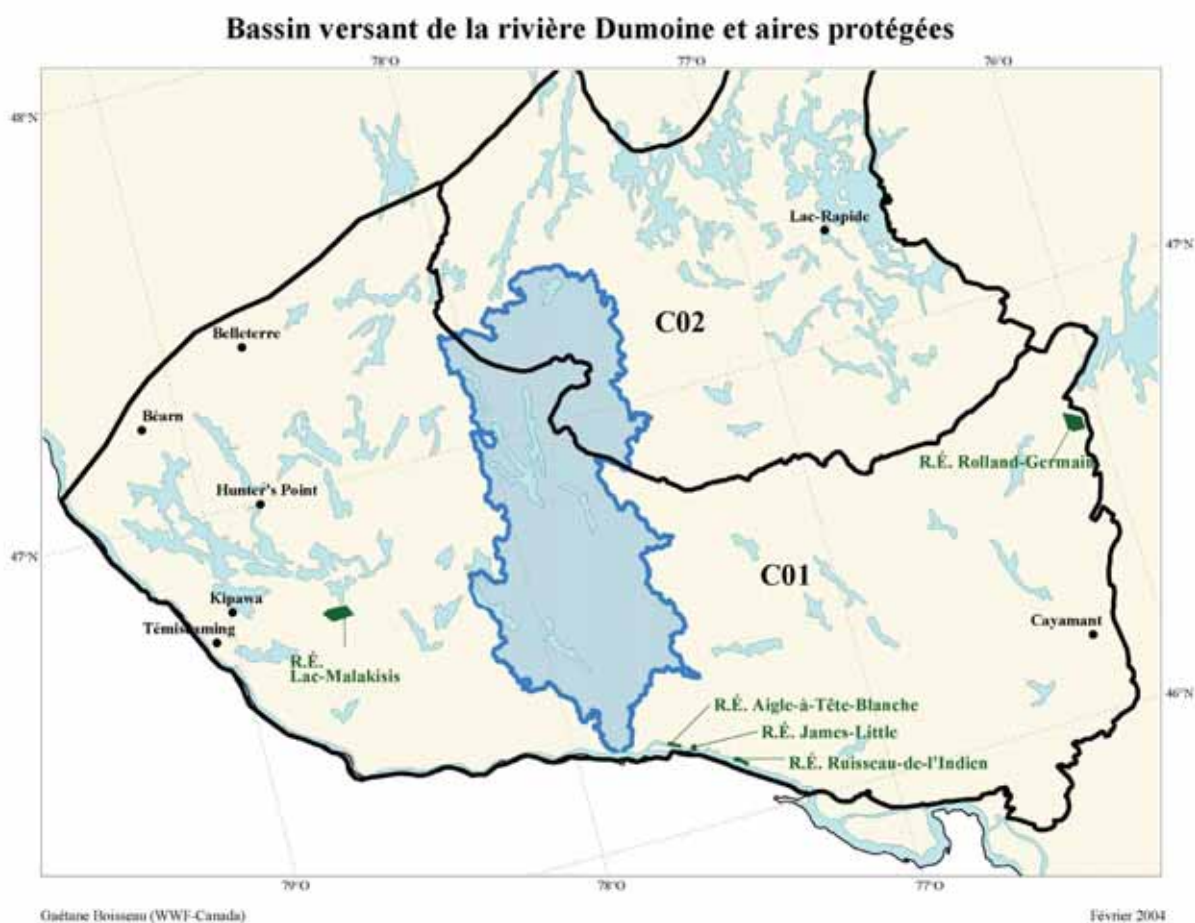 Bassin versant de la rivière Dumoine et aires protégées
78°O
77°O
76°O
48°N
Lac-Rapide
47°N
C02
Belleterre
Béarn
R.É. Rolland-Germain
Hunter's Point
47°N
C01
Kipawa
Cayamant
Témiscaming
R.É.
Lac-Malakisis
46°N
R.É. Aigle-à-Tête-Blanche
R.É. James-Little
R.É. Ruisseau-de-l'Indien
79°O
78°O
77°O
Gaétane Boisseau (WWF-Canada)
Février 2004